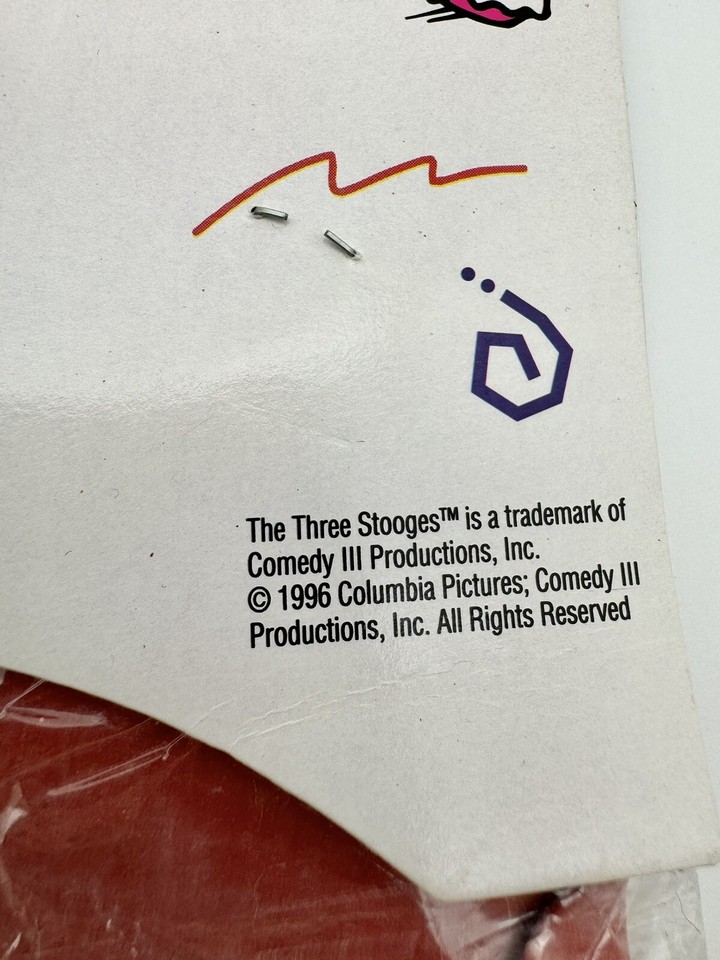 The Three Stooges™ is a trademark of
Comedy III Productions, Inc.
© 1996 Columbia Pictures; Comedy III
Productions, Inc. All Rights Reserved